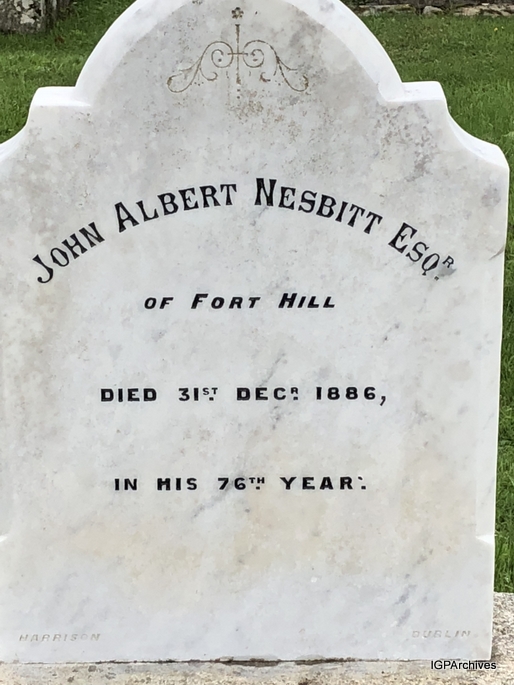 John Albert Nesbitt Esqr.
of Fort Hill
Died 31st. Decr. 1886,
in his 76th. year.
HARRISON DUBLIN
IGPArchives